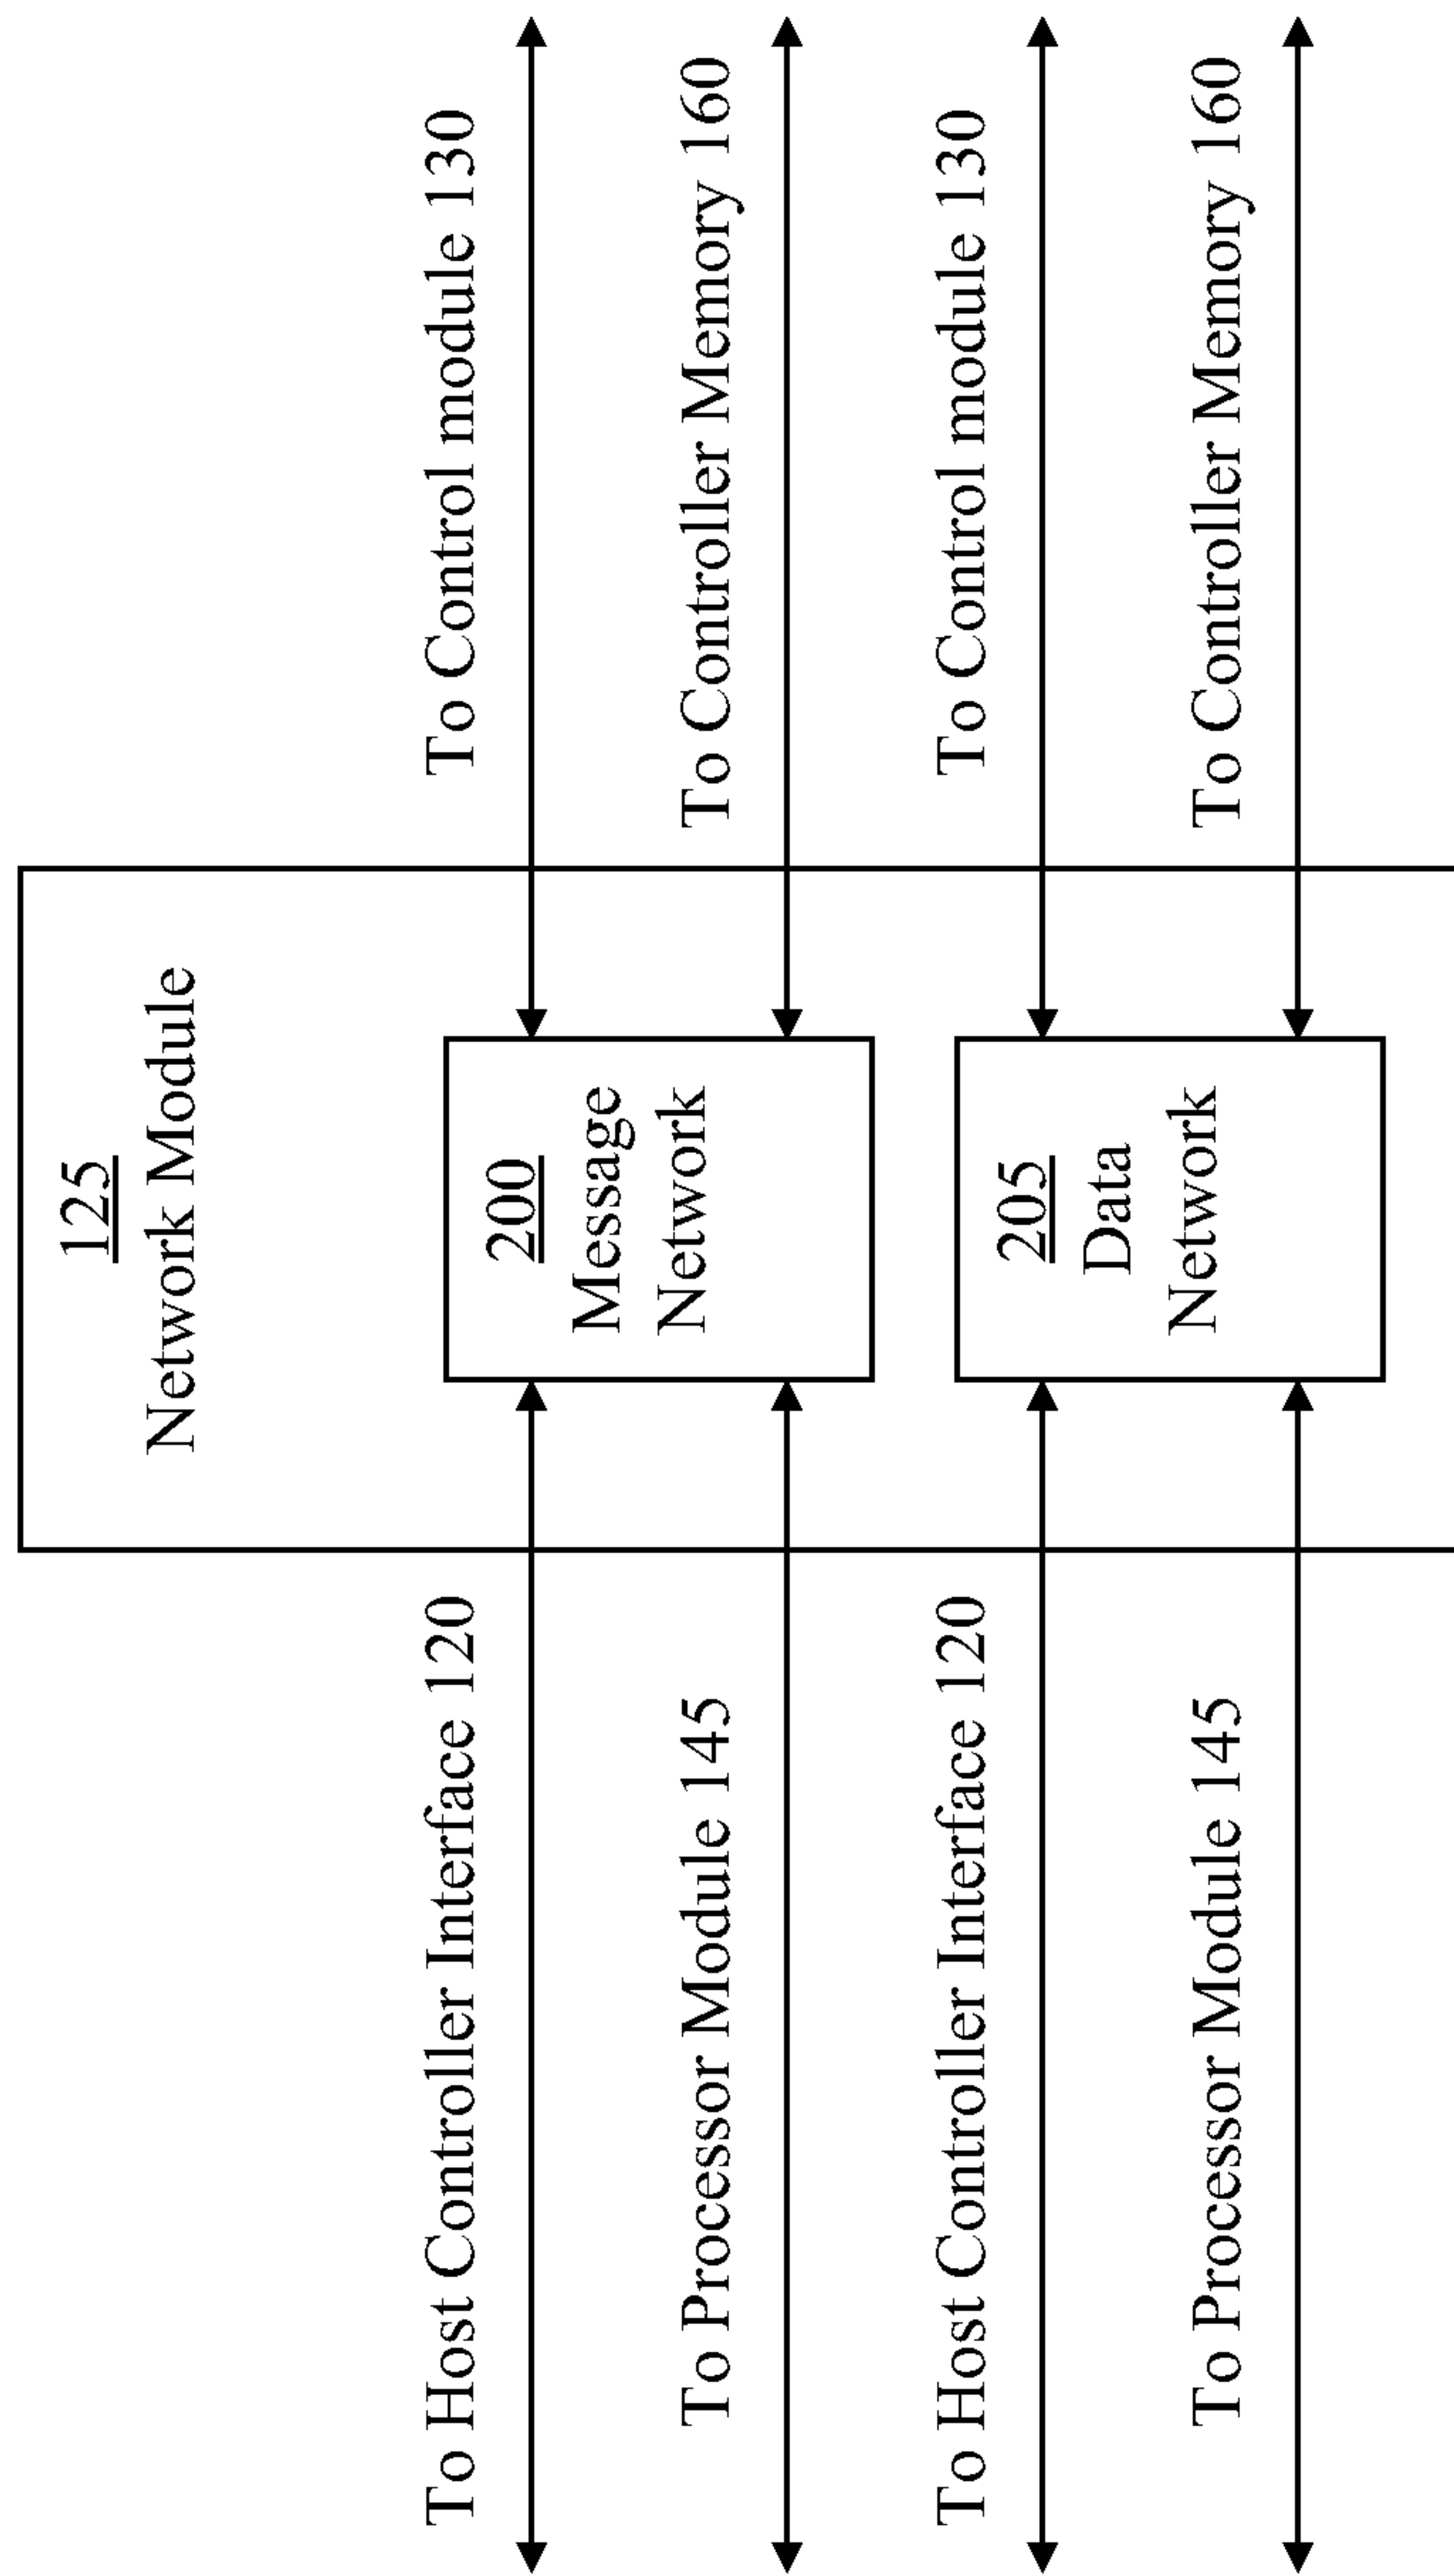 125
Network Module
To Host Controller Interface 120
To Control module 130
200
Message
Network
To Processor Module 145
To Controller Memory 160
To Host Controller Interface 120
To Control module 130
205
Data
Network
To Processor Module 145
To Controller Memory 160